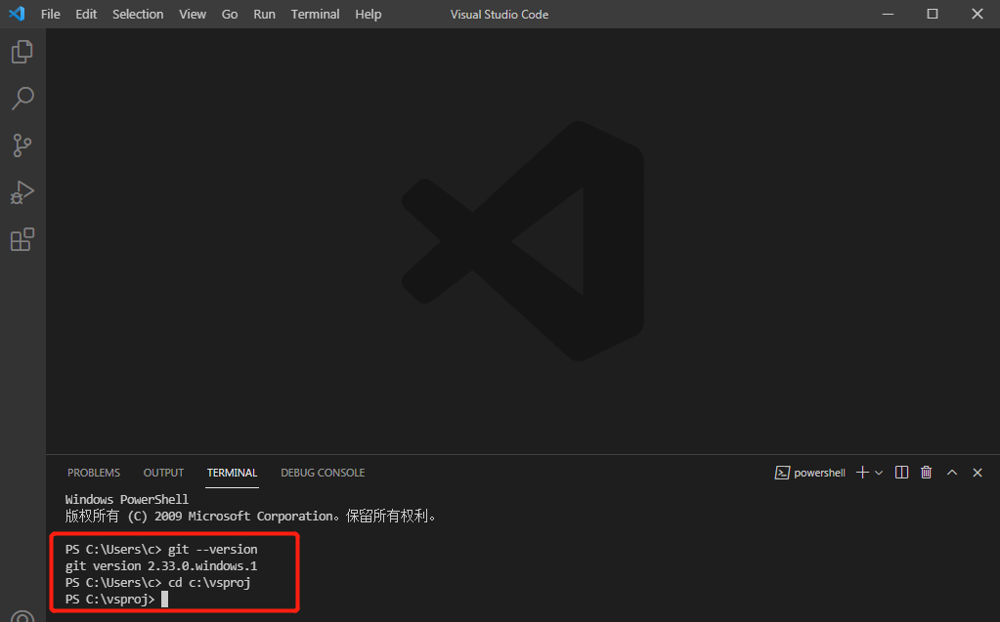 File Edit Selection View Go Run Terminal Help Visual Studio Code
PROBLEMS OUTPUT TERMINAL DEBUG CONSOLE powershell
Windows PowerShell
版权所有 (C) 2009 Microsoft Corporation。保留所有权利。
PS C:\Users\c> git --version
git version 2.33.0.windows.1
PS C:\Users\c> cd c:\vsproj
PS C:\vsproj>